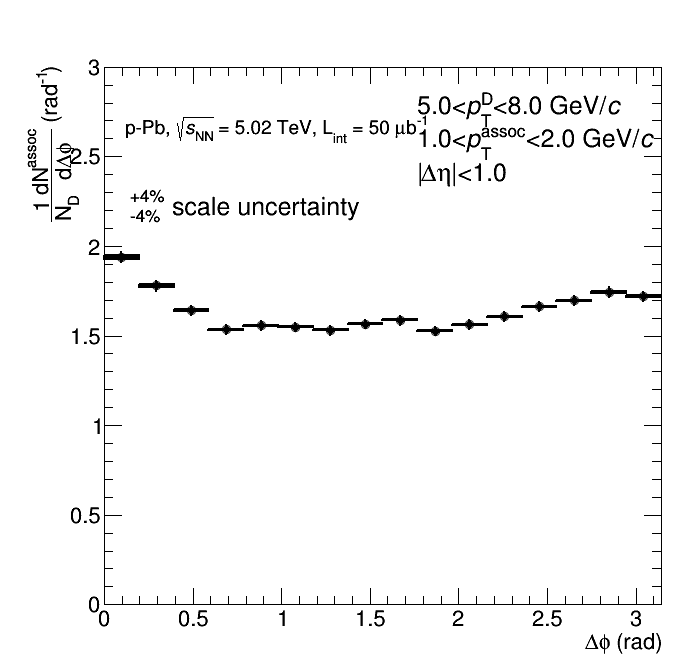 3
2.5
2
1.5
1
0.5
0
1 dN^assoc
N_D dΔϕ (rad⁻¹)
p-Pb, √s_NN = 5.02 TeV, L_int = 50 μb⁻¹
5.0<p_T^D<8.0 GeV/c
1.0<p_T^assoc<2.0 GeV/c
|Δη|<1.0
+4%
-4% scale uncertainty
0 0.5 1 1.5 2 2.5 3
Δϕ (rad)